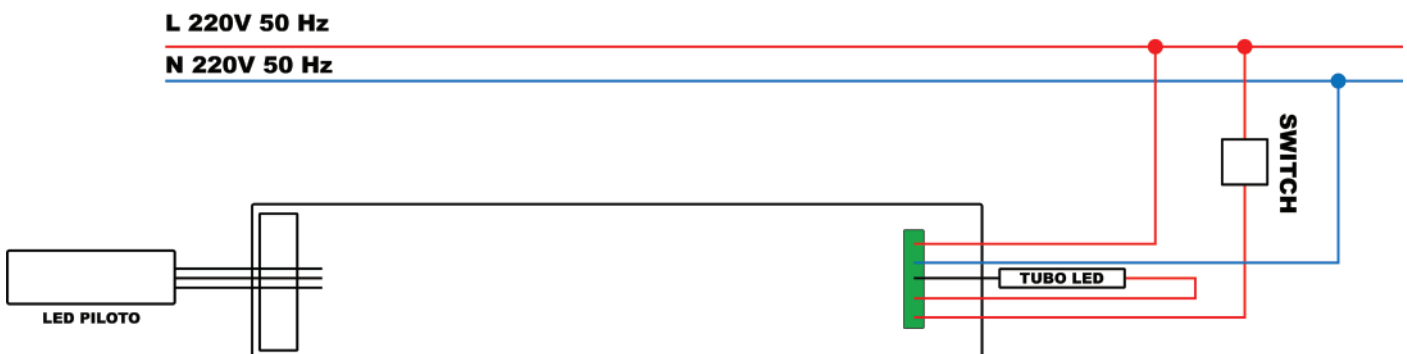 L 220V 50 Hz
N 220V 50 Hz
SWITCH
TUBO LED
LED PILOTO